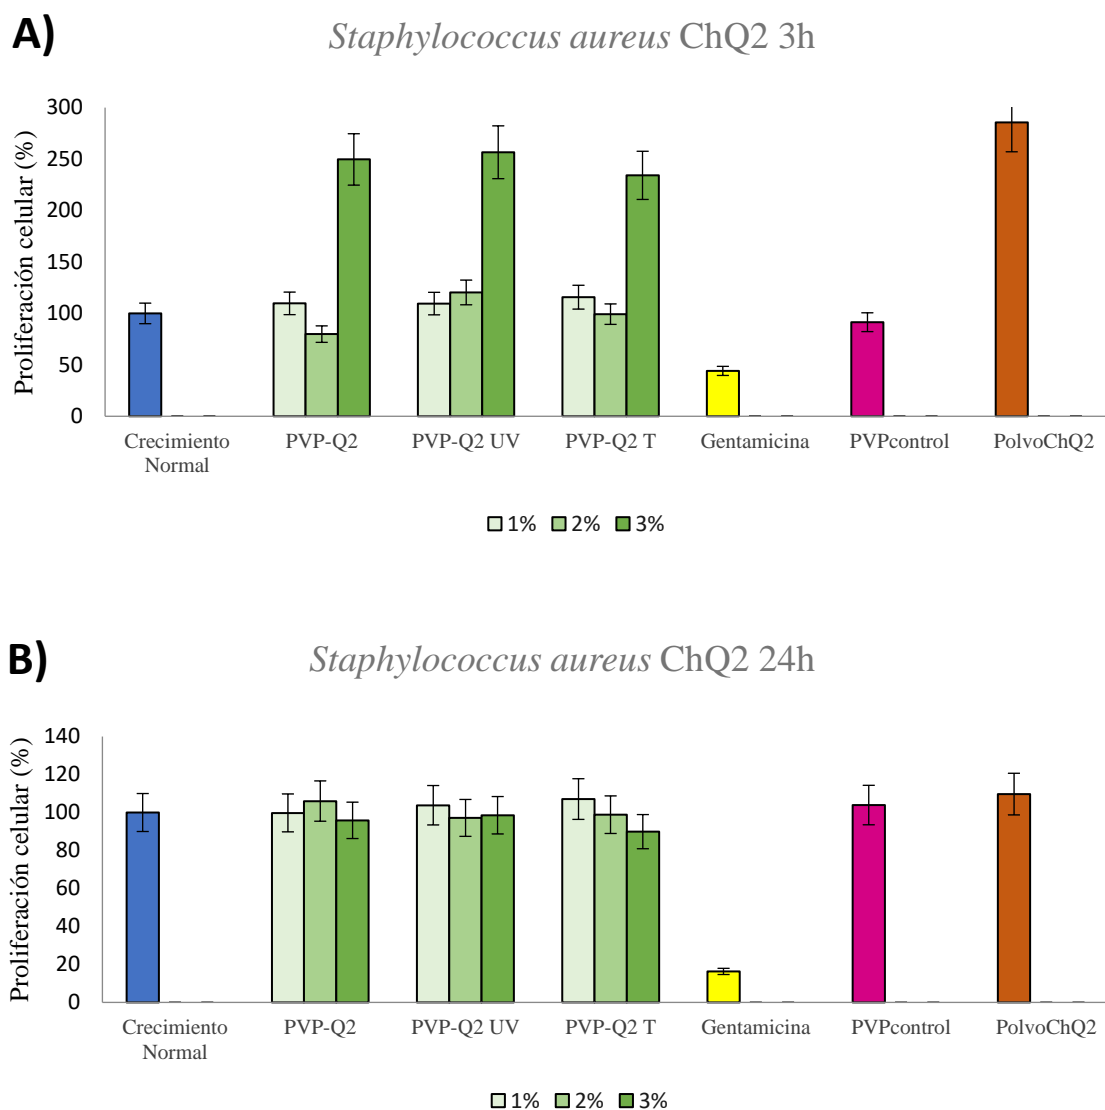 A)
Staphylococcus aureus ChQ2 3h
Proliferación celular (%)
300
250
200
150
100
50
0
Crecimiento
Normal
PVP-Q2
PVP-Q2 UV
PVP-Q2 T
Gentamicina
PVPcontrol
PolvoChQ2
1% 2% 3%
B)
Staphylococcus aureus ChQ2 24h
Proliferación celular (%)
140
120
100
80
60
40
20
0
Crecimiento
Normal
PVP-Q2
PVP-Q2 UV
PVP-Q2 T
Gentamicina
PVPcontrol
PolvoChQ2
1% 2% 3%